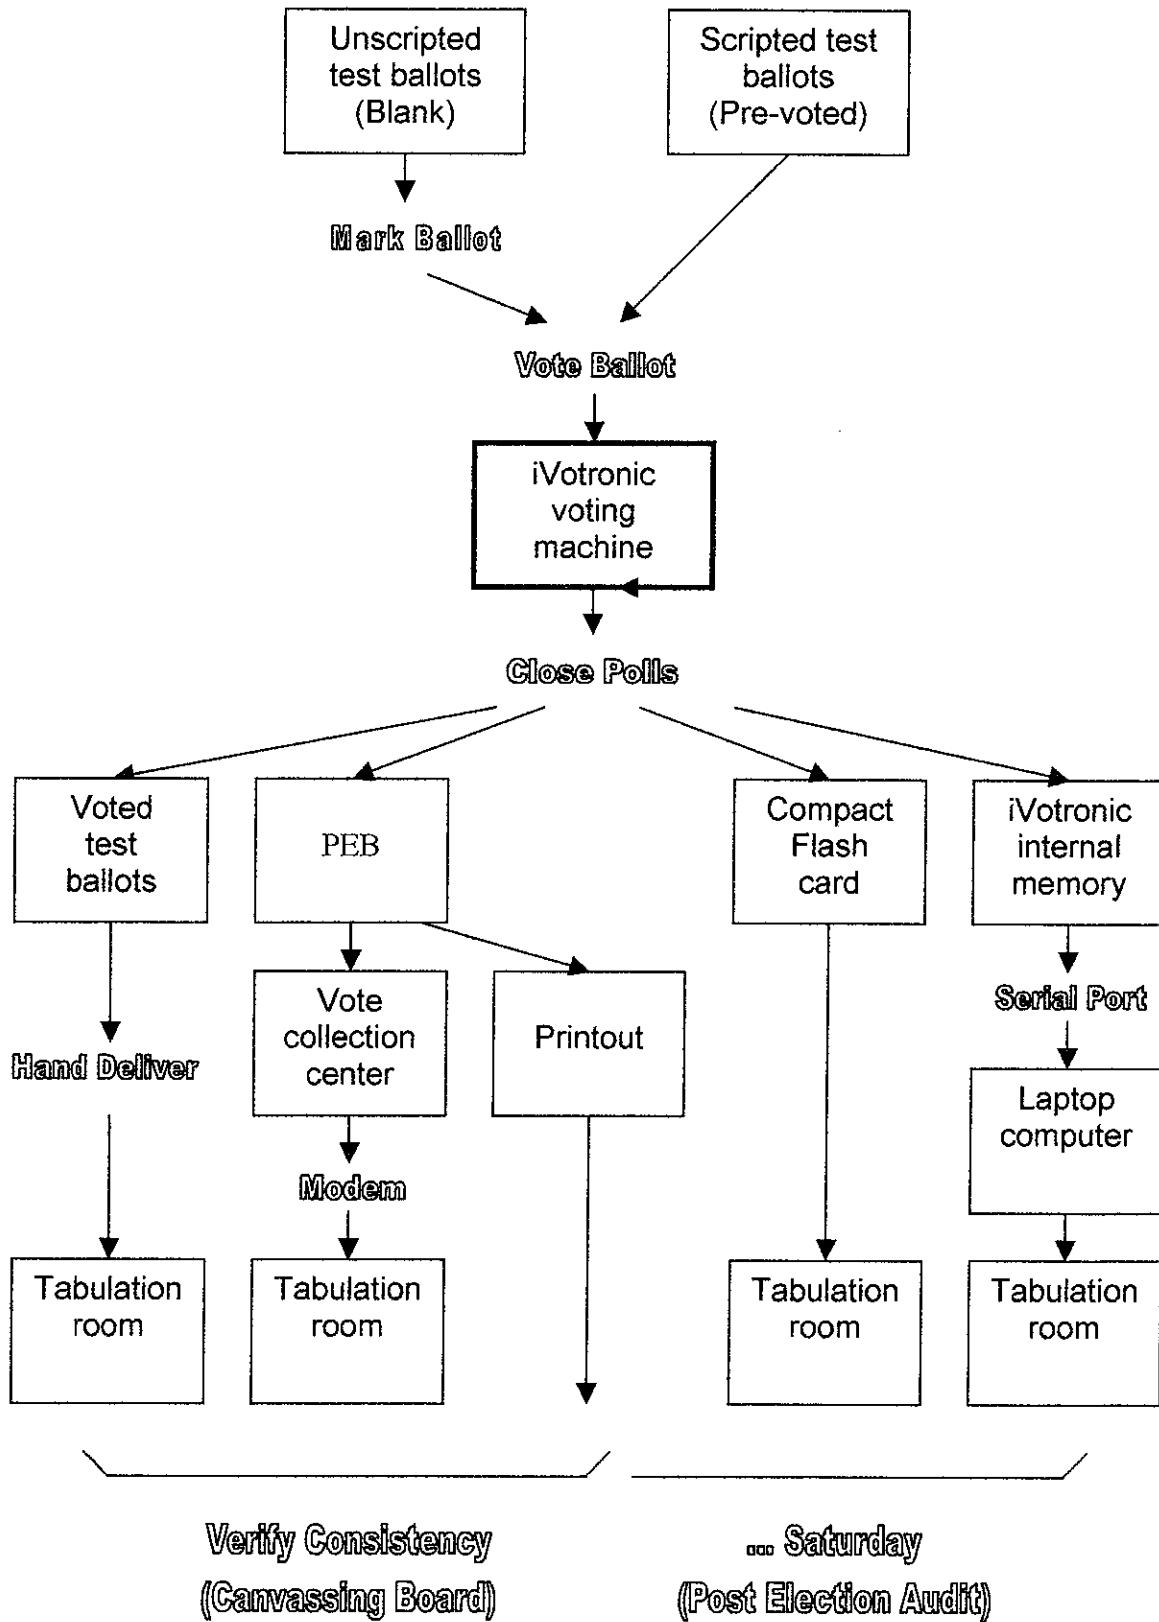 Unscripted
test ballots
(Blank)
Scripted test
ballots
(Pre-voted)
Mark Ballot
Vote Ballot
iVotronic
voting
machine
Close Polls
Voted
test
ballots
PEB
Compact
Flash
card
iVotronic
internal
memory
Vote
collection
center
Printout
Serial Port
Hand Deliver
Laptop
computer
Modem
Tabulation
room
Tabulation
room
Tabulation
room
Tabulation
room
Verify Consistency
(Canvassing Board)
... Saturday
(Post Election Audit)